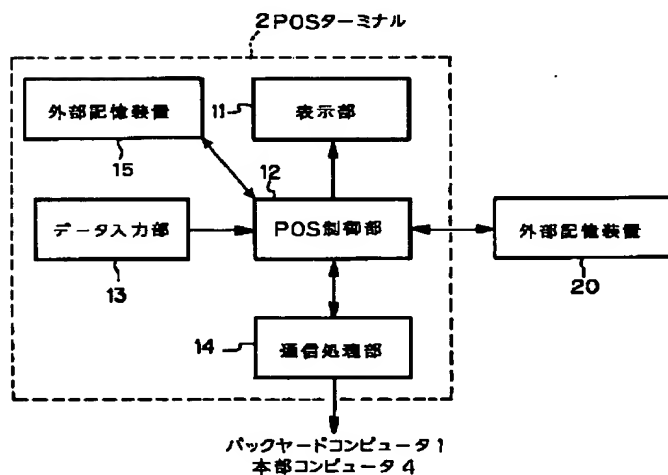 2 POSターミナル
外部記憶装置
15
11
表示部
12
データ入力部
13
POS制御部
外部記憶装置
20
14
通信処理部
バックヤードコンピュータ1
本部コンピュータ4